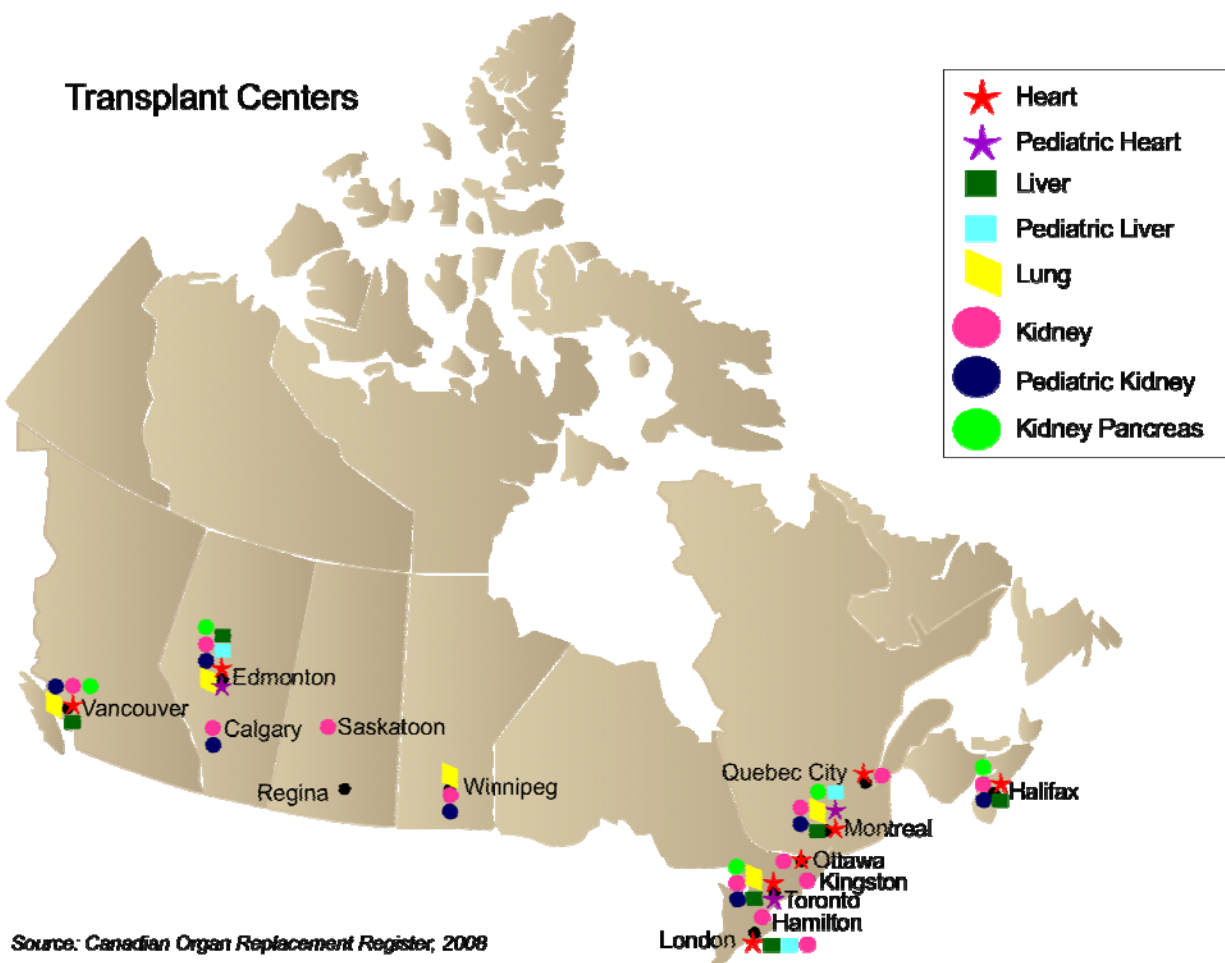 Transplant Centers
Heart
Pediatric Heart
Liver
Pediatric Liver
Lung
Kidney
Pediatric Kidney
Kidney Pancreas
Edmonton
Vancouver
Calgary
Saskatoon
Regina
Winnipeg
Quebec City
Halifax
Montreal
Ottawa
Kingston
Toronto
Hamilton
London
Source: Canadian Organ Replacement Register, 2008